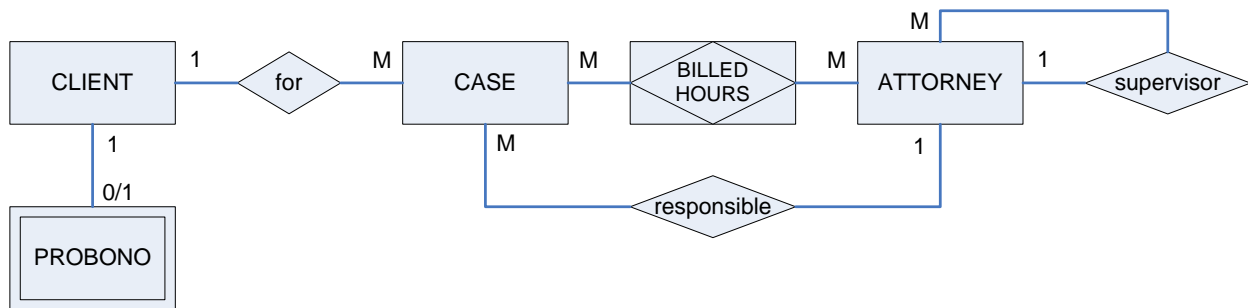 M
1
M
M
M
1
CLIENT
for
CASE
BILLED
HOURS
ATTORNEY
supervisor
1
M
1
0/1
responsible
PROBONO